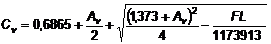 C_v = 0,6865 + A_v/2 + √((1,373 + A_v)²/4 − FL/1173913)